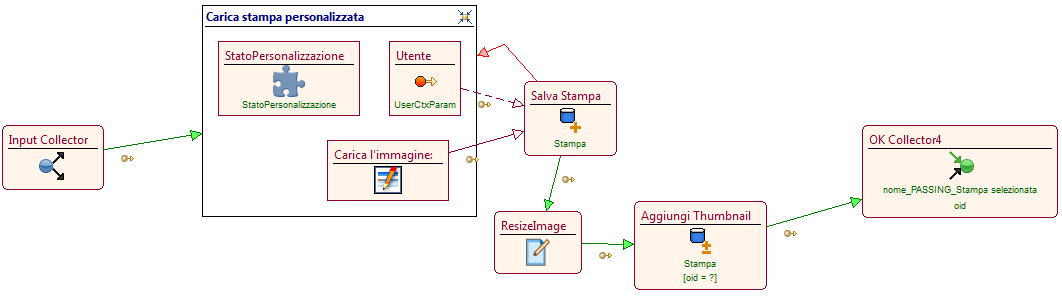 Carica stampa personalizzata
StatoPersonalizzazione
StatoPersonalizzazione
Utente
UserCtxParam
Salva Stampa
Stampa
Input Collector
Carica l'immagine:
OK Collector4
nome_PASSING_Stampa selezionata
oid
ResizeImage
Aggiungi Thumbnail
Stampa
[oid = ?]